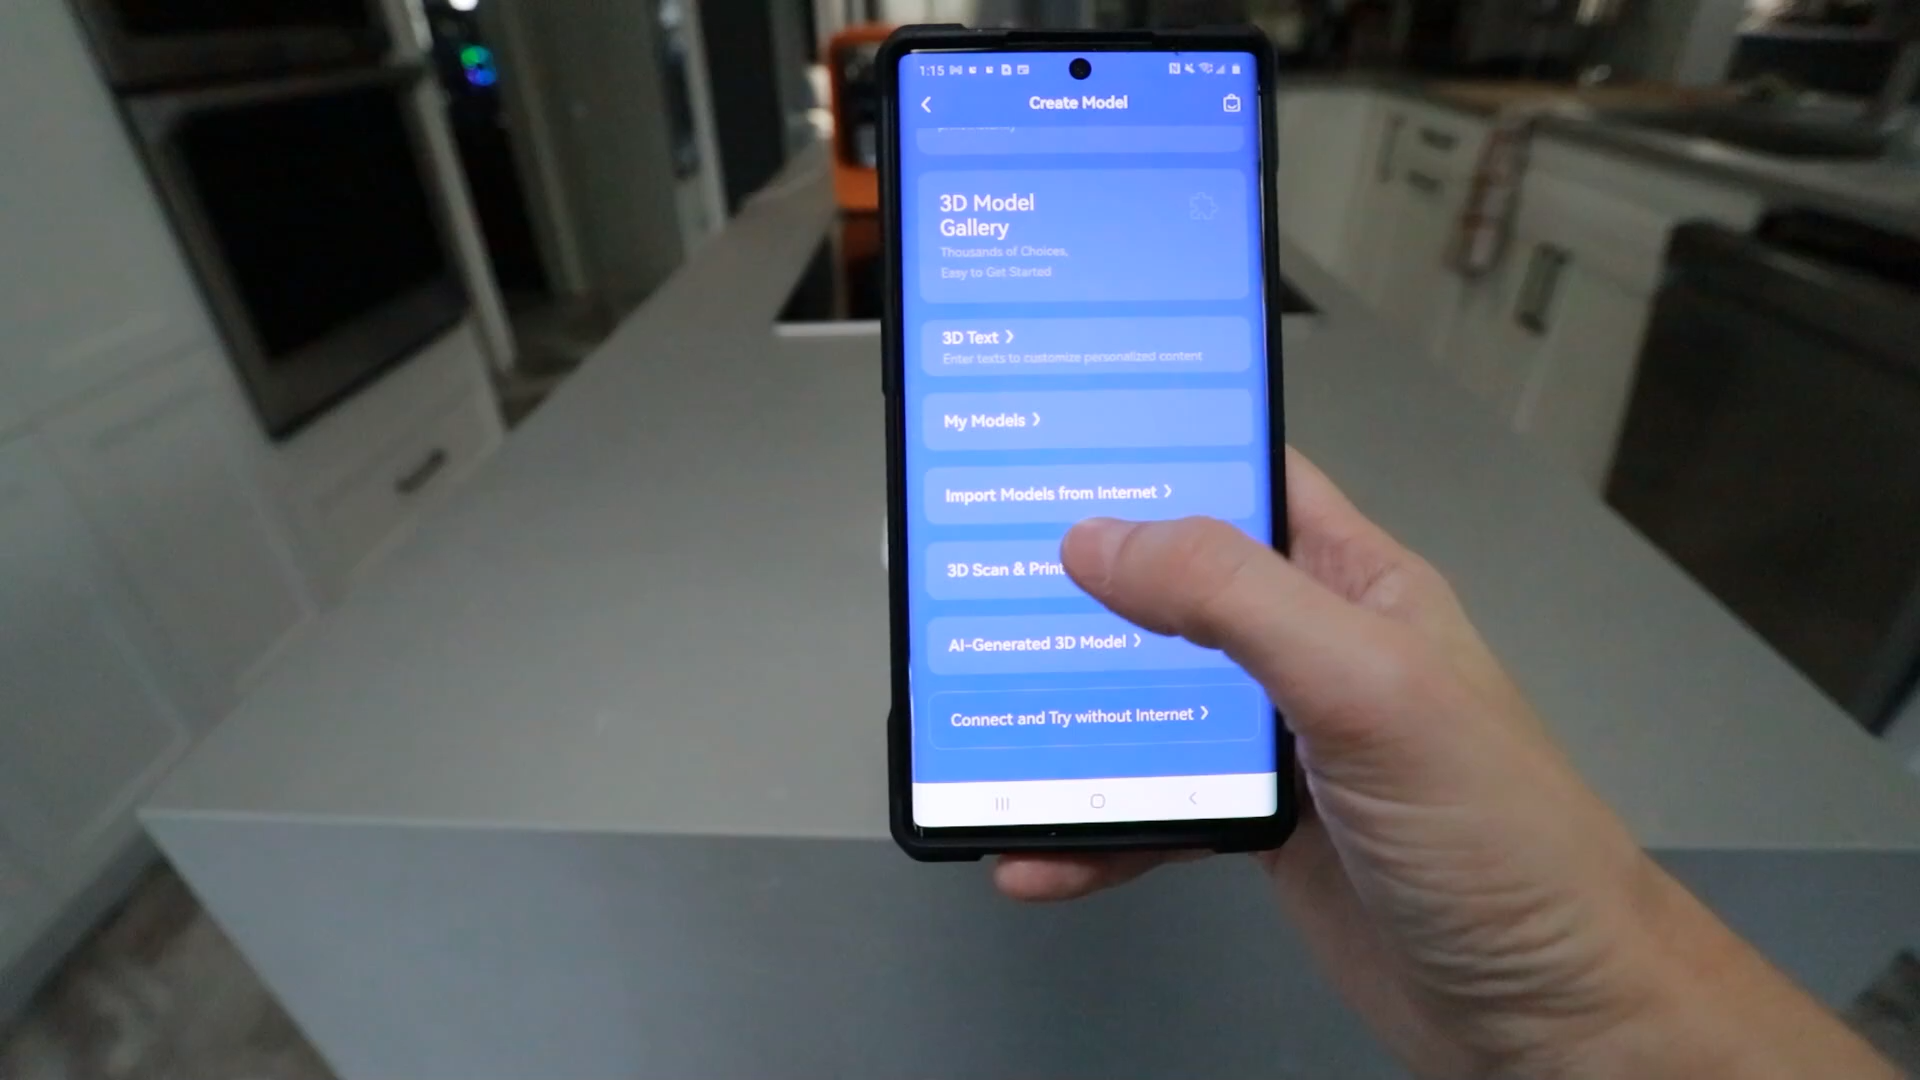 1:15
Create Model
3D Model
Gallery
Thousands of Choices,
Easy to Get Started
3D Text
Enter texts to customize personalized content
My Models
Import Models from Internet
3D Scan & Print
AI-Generated 3D Model
Connect and Try without Internet